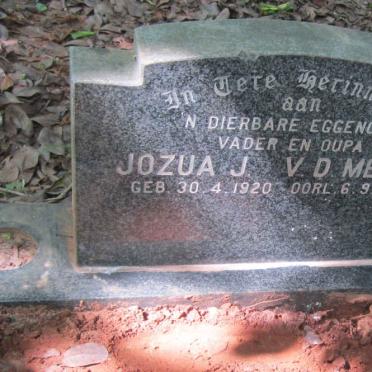 In Tere Herinn
aan
N DIERBARE EGGENO
VADER EN OUPA
JOZUA J. V D ME
GEB. 30.4.1920 OORL. 6.9